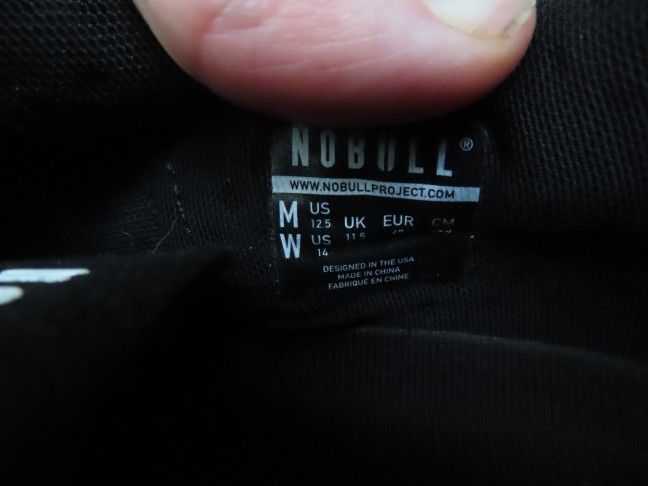 NOBULL®
WWW.NOBULLPROJECT.COM
M US 12.5 UK 11.5 EUR CM
W US 14
DESIGNED IN THE USA
MADE IN CHINA
FABRIQUE EN CHINE